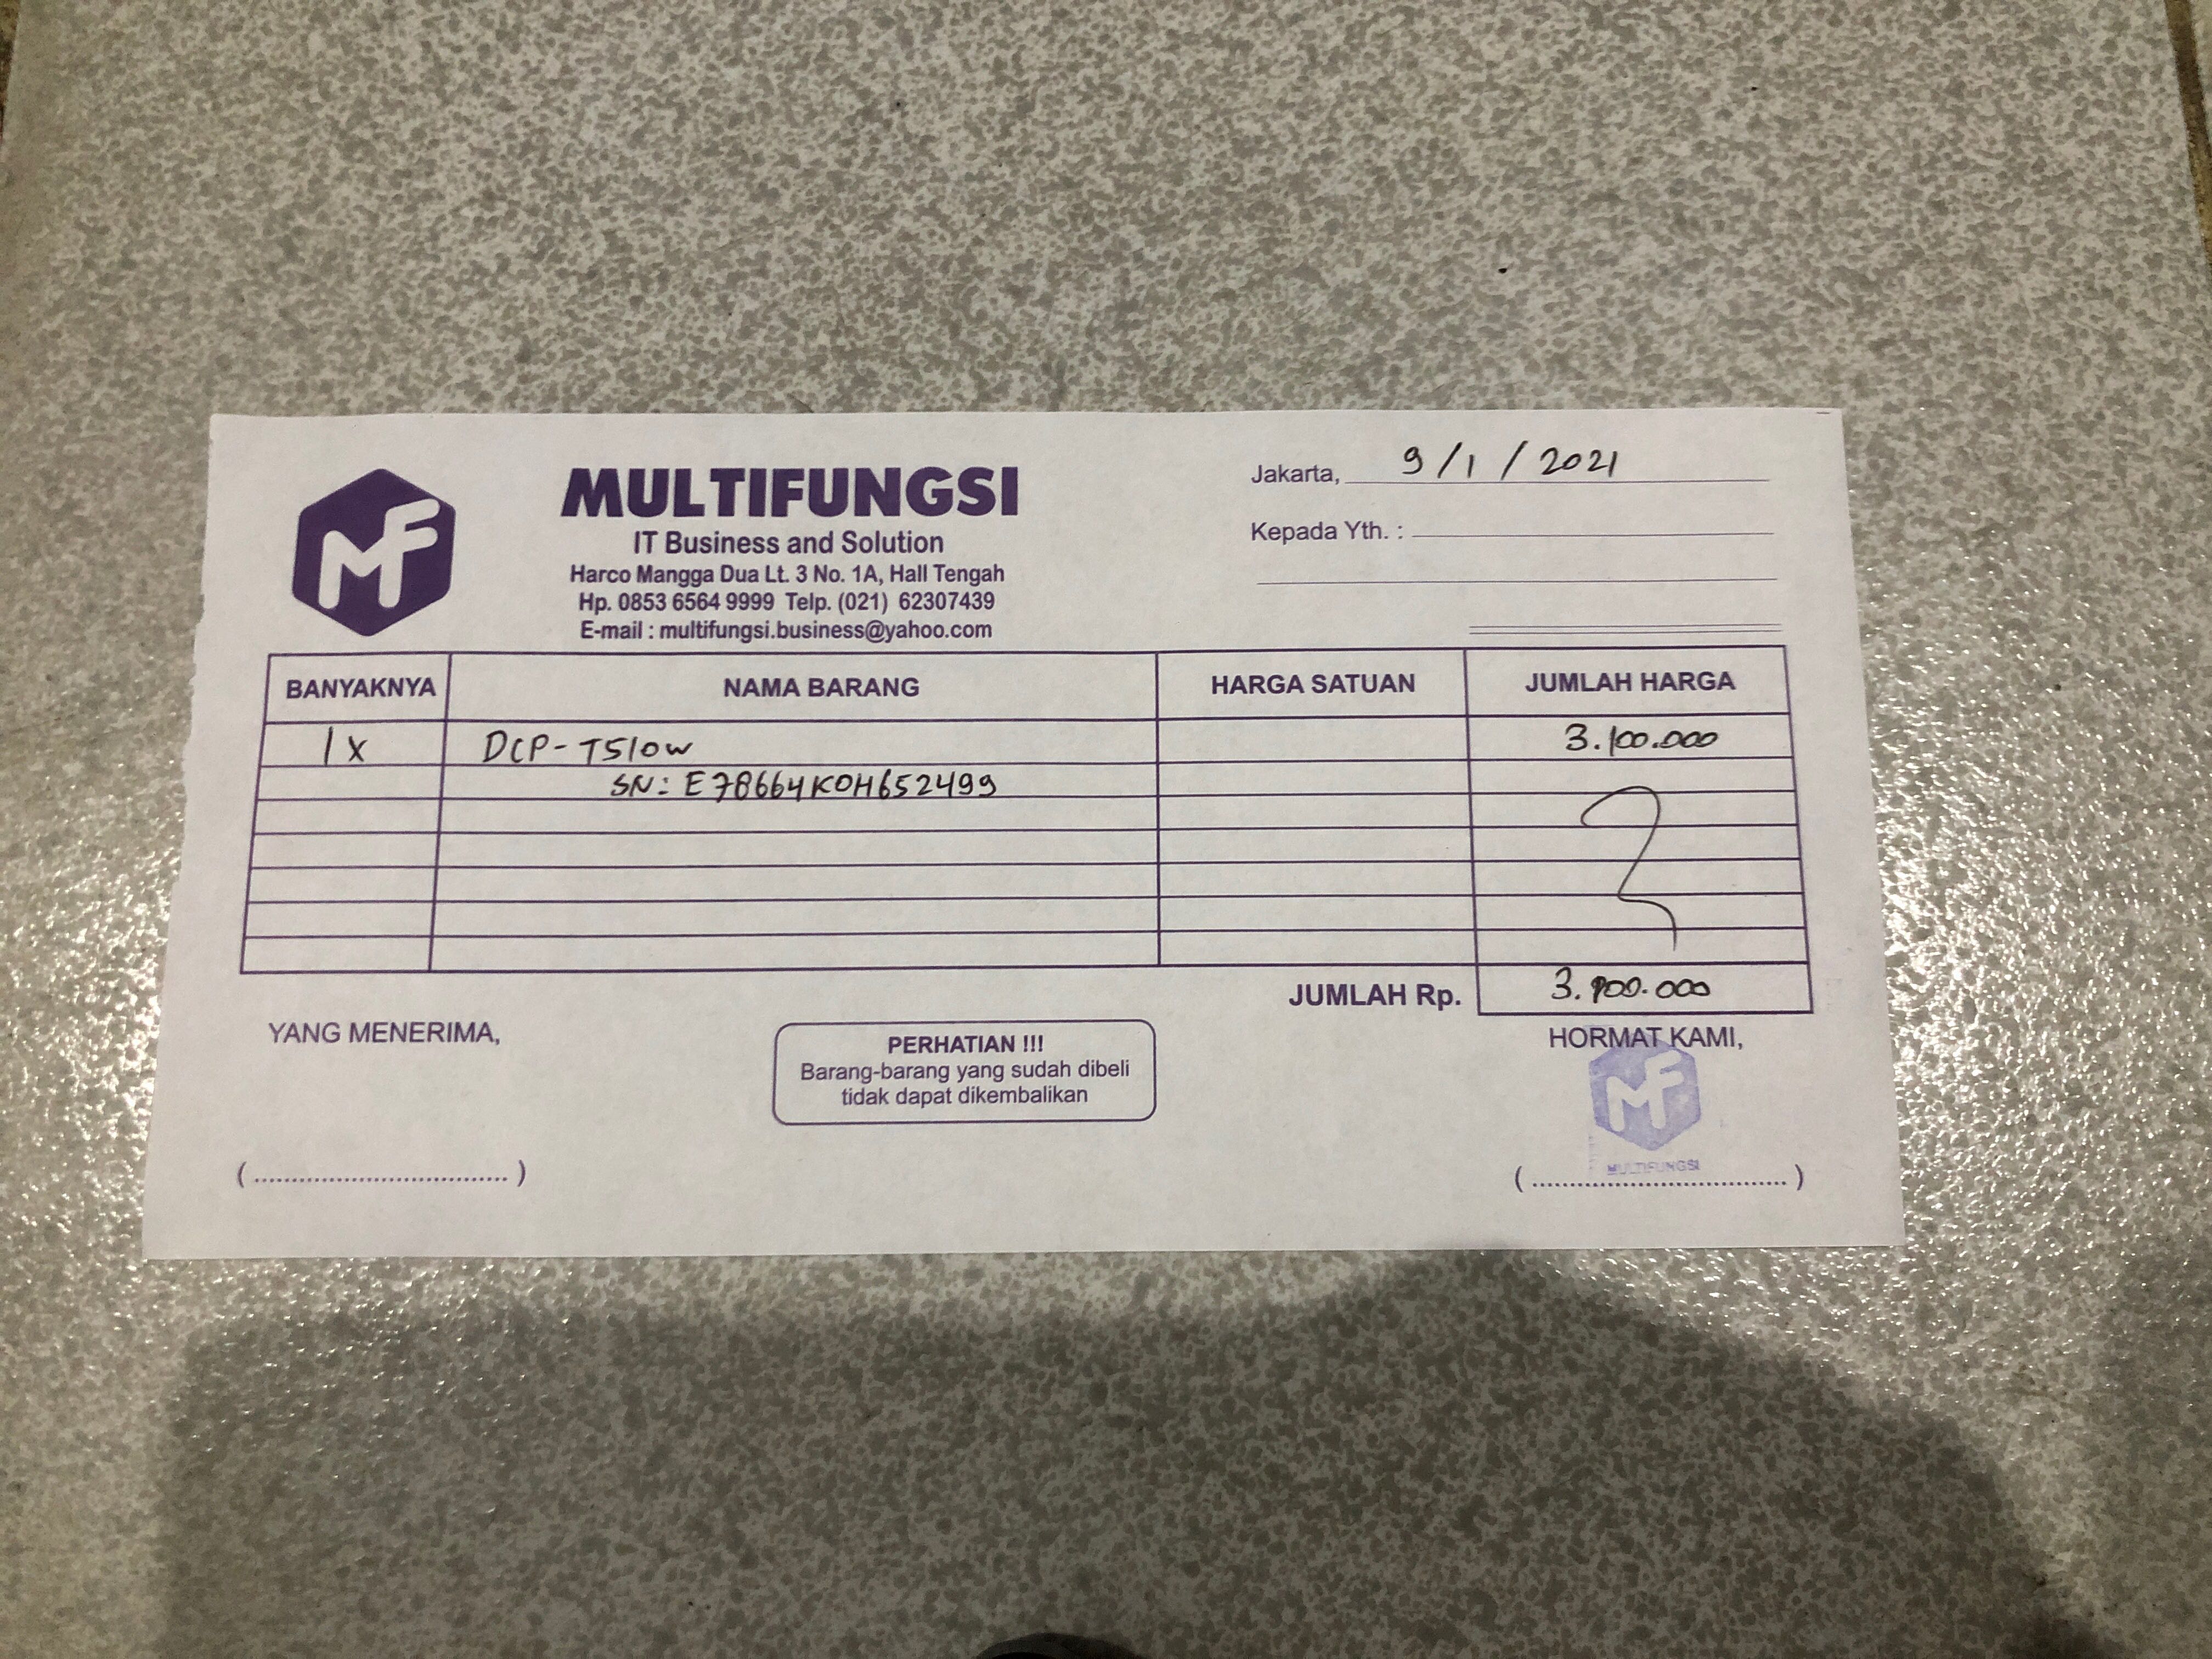 MF
MULTIFUNGSI
IT Business and Solution
Harco Mangga Dua Lt. 3 No. 1A, Hall Tengah
Hp. 0853 6564 9999 Telp. (021) 62307439
E-mail : multifungsi.business@yahoo.com
Jakarta, 9/1/2021
Kepada Yth. :
BANYAKNYA NAMA BARANG HARGA SATUAN JUMLAH HARGA
1x DCP-T510W 3.100.000
SN: E78664K0H652499
JUMLAH Rp. 3.100.000
YANG MENERIMA,
PERHATIAN !!!
Barang-barang yang sudah dibeli
tidak dapat dikembalikan
HORMAT KAMI,
MF
MULTIFUNGSI
(..................................)
(..................................)